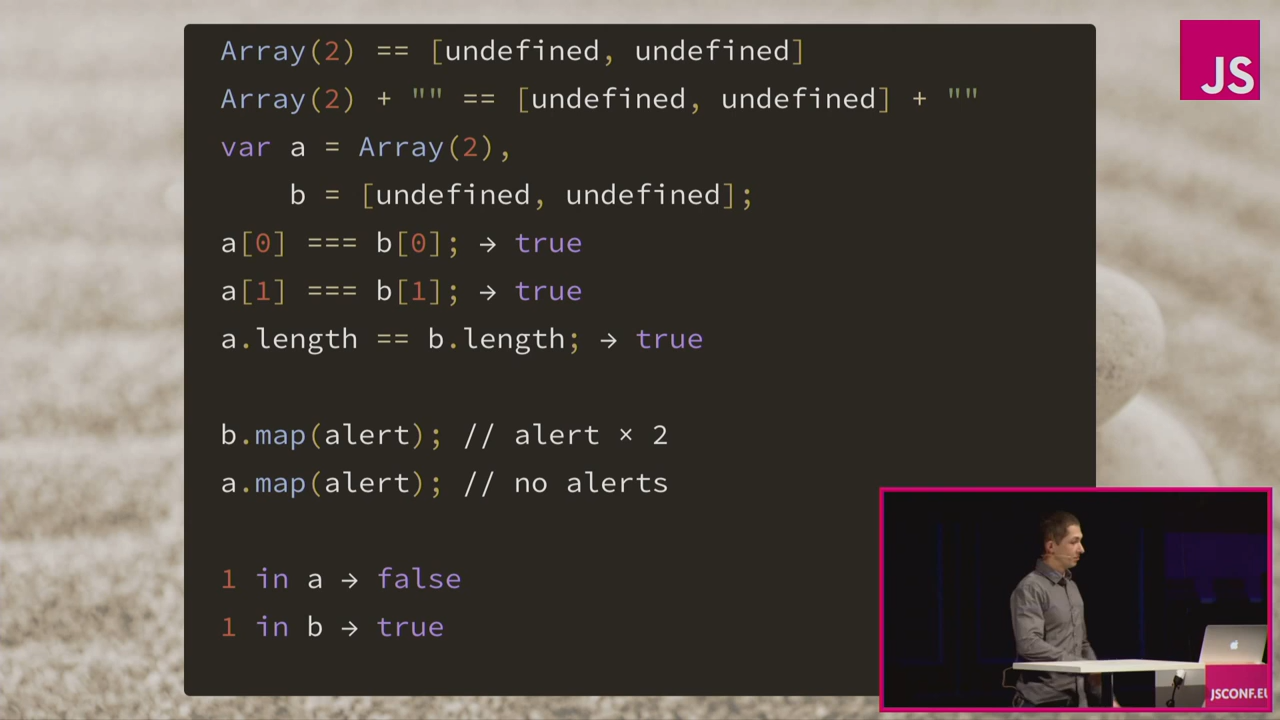 Array(2) == [undefined, undefined]
Array(2) + "" == [undefined, undefined] + ""
var a = Array(2),
    b = [undefined, undefined];
a[0] === b[0]; → true
a[1] === b[1]; → true
a.length == b.length; → true
b.map(alert); // alert × 2
a.map(alert); // no alerts
1 in a → false
1 in b → true
JS
JSCONF.EU